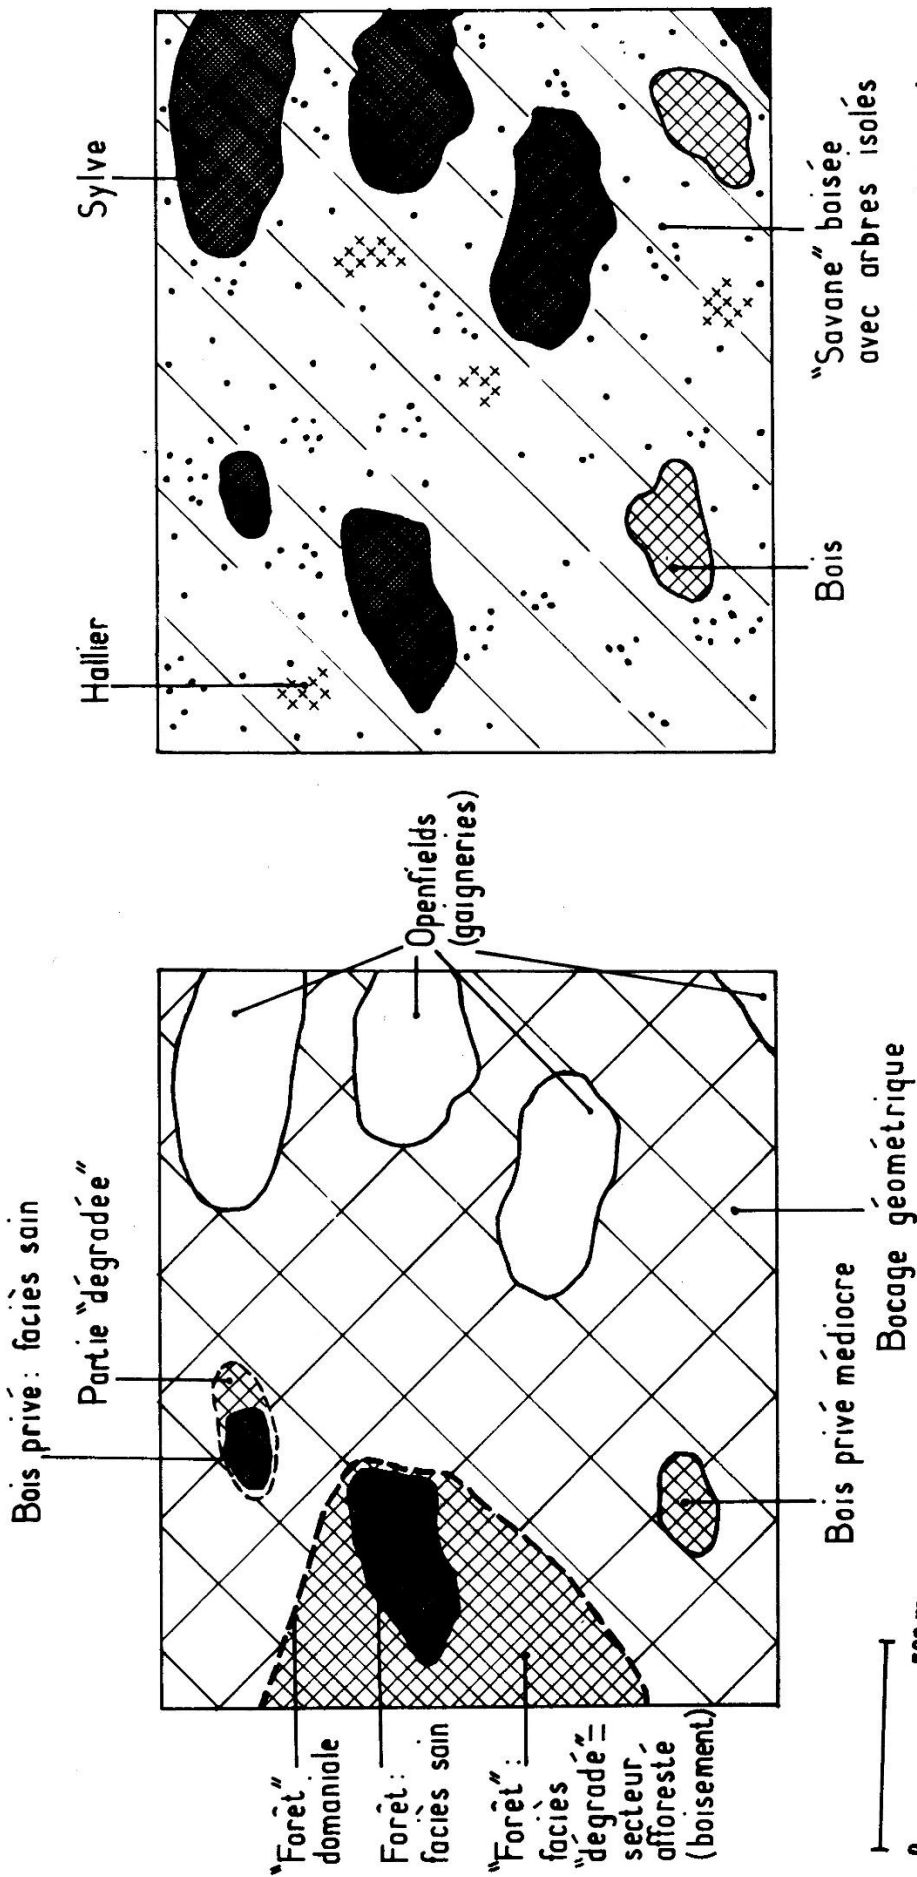 Bois privé : faciès sain
Partie "dégradée"
"Forêt"
domaniale
Forêt :
faciès sain
"Forêt" :
faciès
"dégradé" =
secteur
afforesté
(boisement)
Openfields
(gaigneries)
Bois privé médiocre
Bocage géométrique
0
Hallier
Sylve
Bois
"Savane" boisée
avec arbres isolés